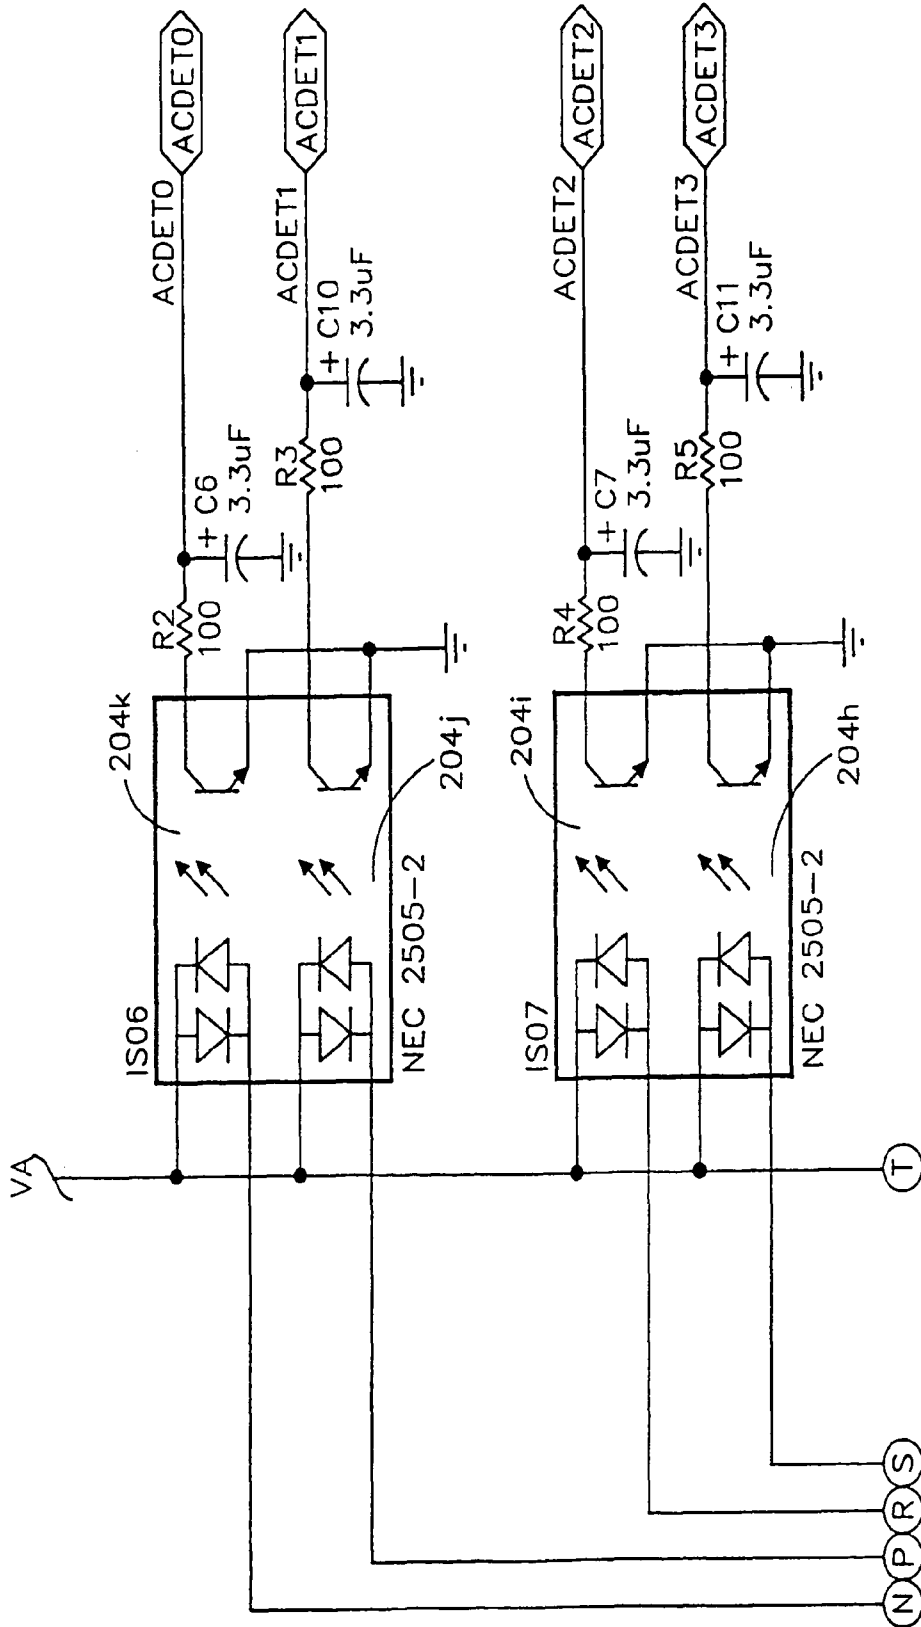 VA
IS06
NEC 2505-2
204k
204j
R2
100
+ C6
3.3uF
ACDET0
ACDET0
R3
100
+ C10
3.3uF
ACDET1
ACDET1
IS07
NEC 2505-2
204i
204h
R4
100
+ C7
3.3uF
ACDET2
ACDET2
R5
100
+ C11
3.3uF
ACDET3
ACDET3
N
P
R
S
T